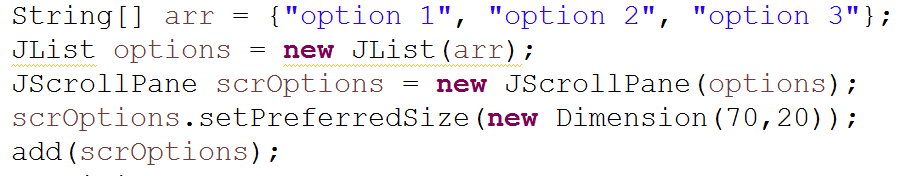 String[] arr = {"option 1", "option 2", "option 3"};
JList options = new JList(arr);
JScrollPane scrOptions = new JScrollPane(options);
scrOptions.setPreferredSize(new Dimension(70,20));
add(scrOptions);